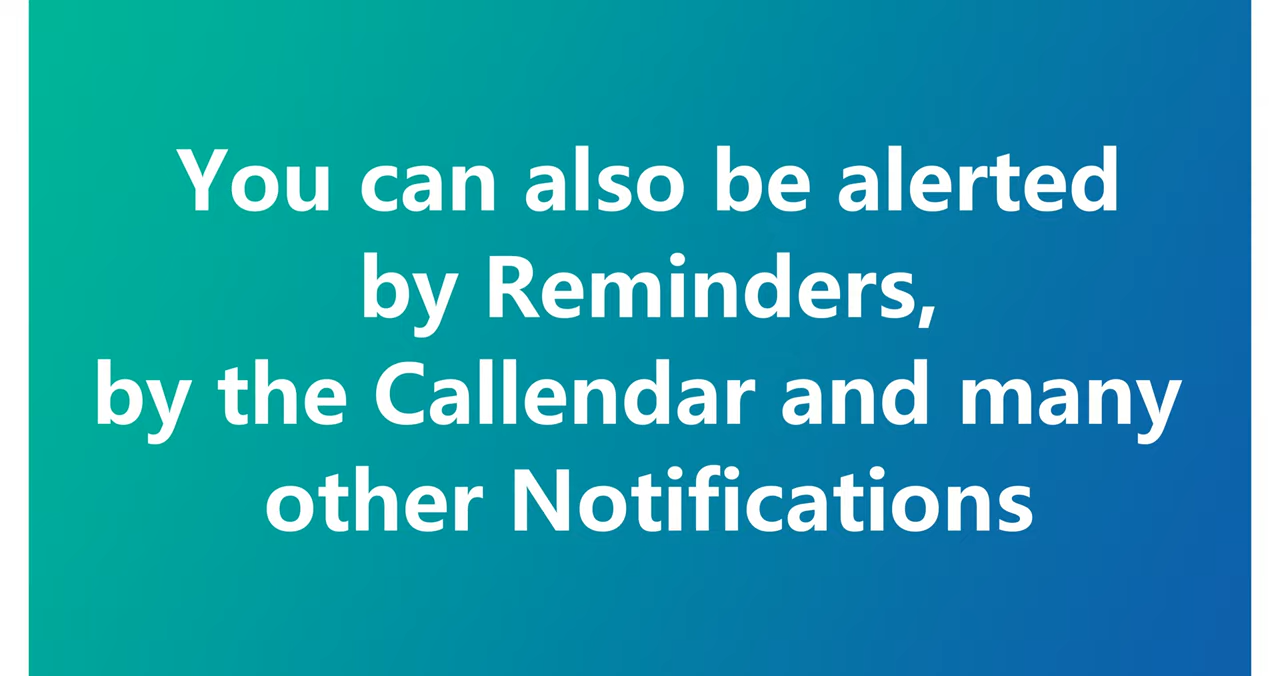 You can also be alerted
by Reminders,
by the Callendar and many
other Notifications